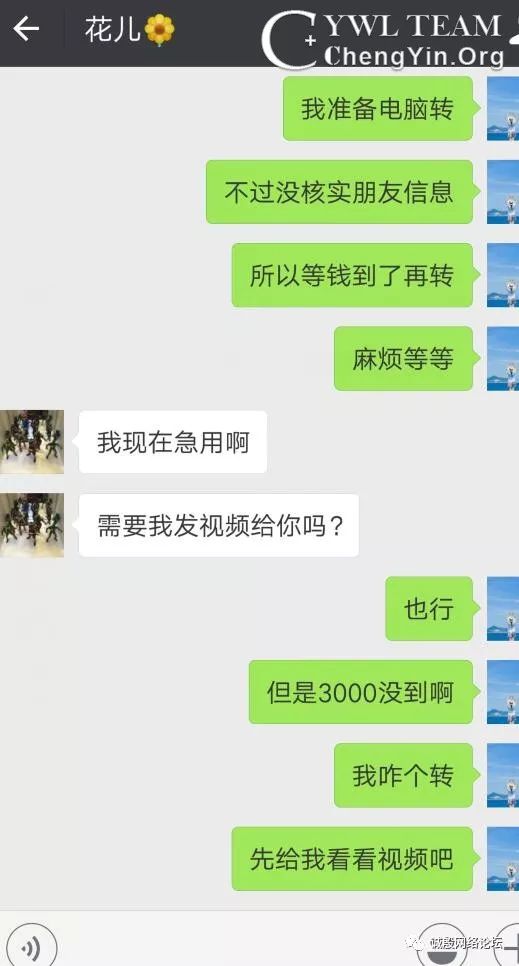 花儿
YWL TEAM
ChengYin.Org
我准备电脑转
不过没核实朋友信息
所以等钱到了再转
麻烦等等
我现在急用啊
需要我发视频给你吗?
也行
但是3000没到啊
我咋个转
先给我看看视频吧
诚殷网络论坛